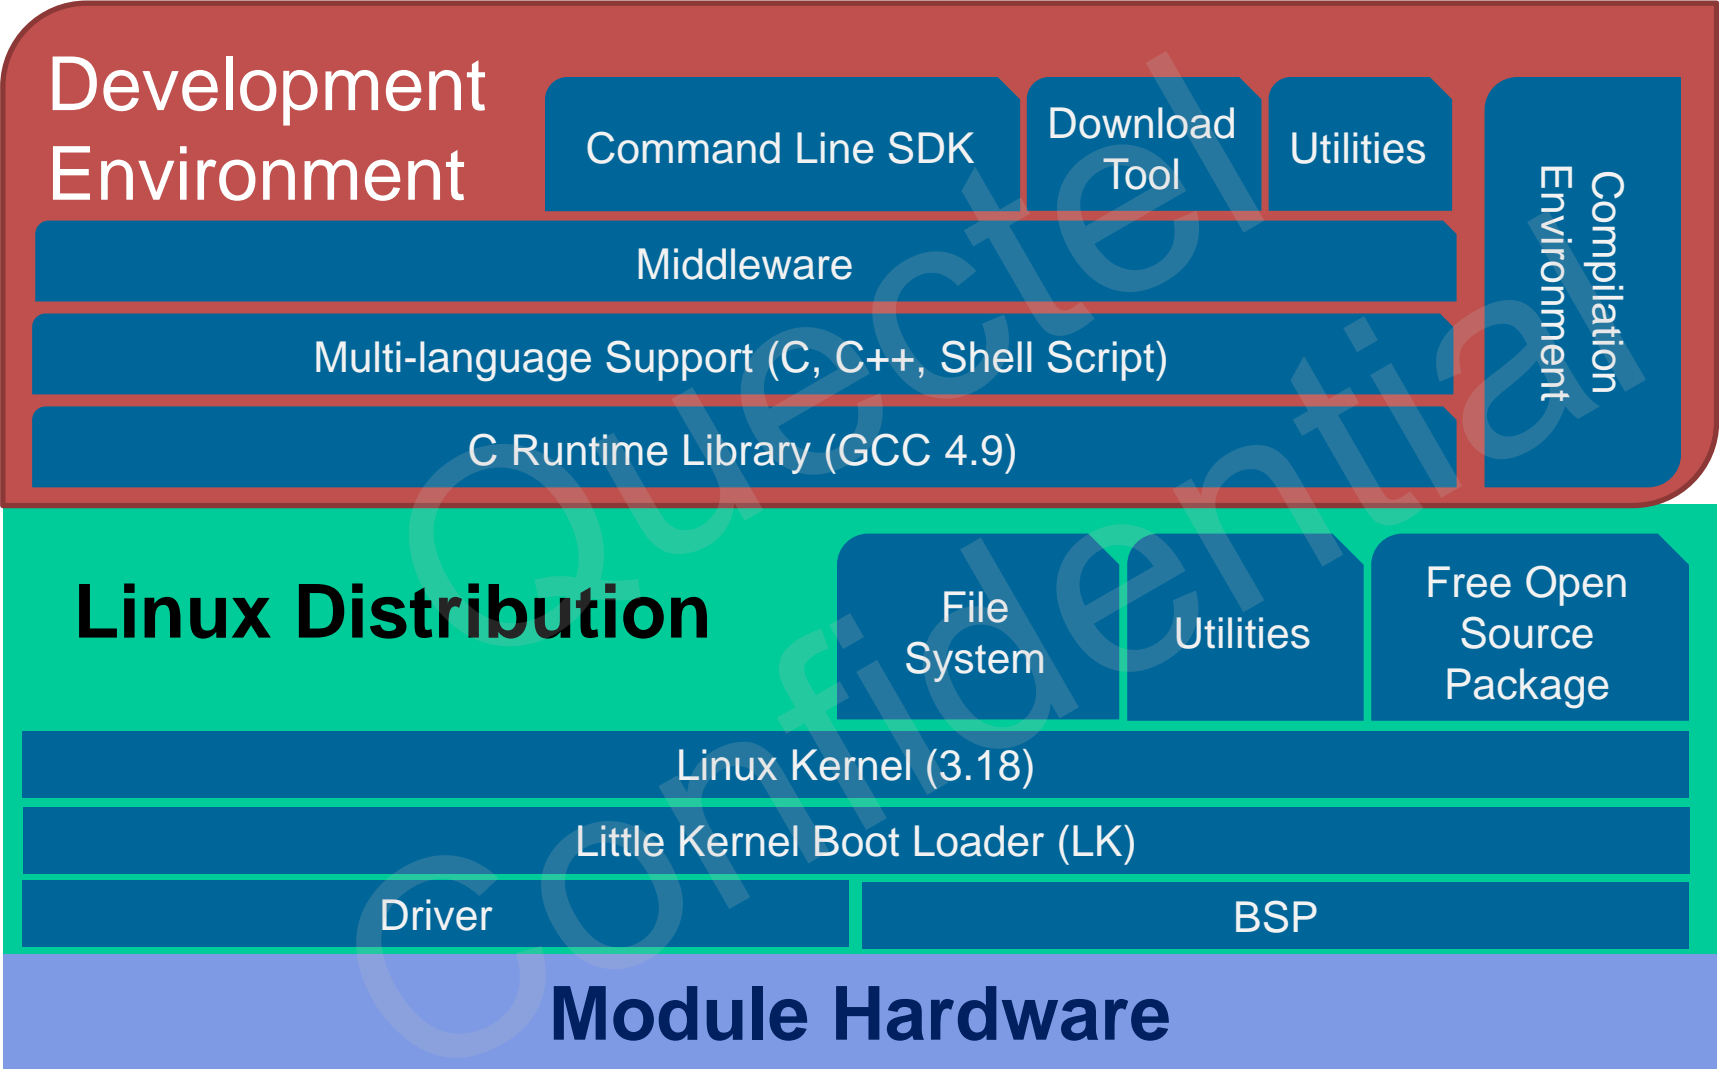 Development
Environment
Command Line SDK
Download
Tool
Utilities
Compilation
Environment
Middleware
Multi-language Support (C, C++, Shell Script)
C Runtime Library (GCC 4.9)
Linux Distribution
File
System
Utilities
Free Open
Source
Package
Linux Kernel (3.18)
Little Kernel Boot Loader (LK)
Driver
BSP
Module Hardware
Quectel
Confidential